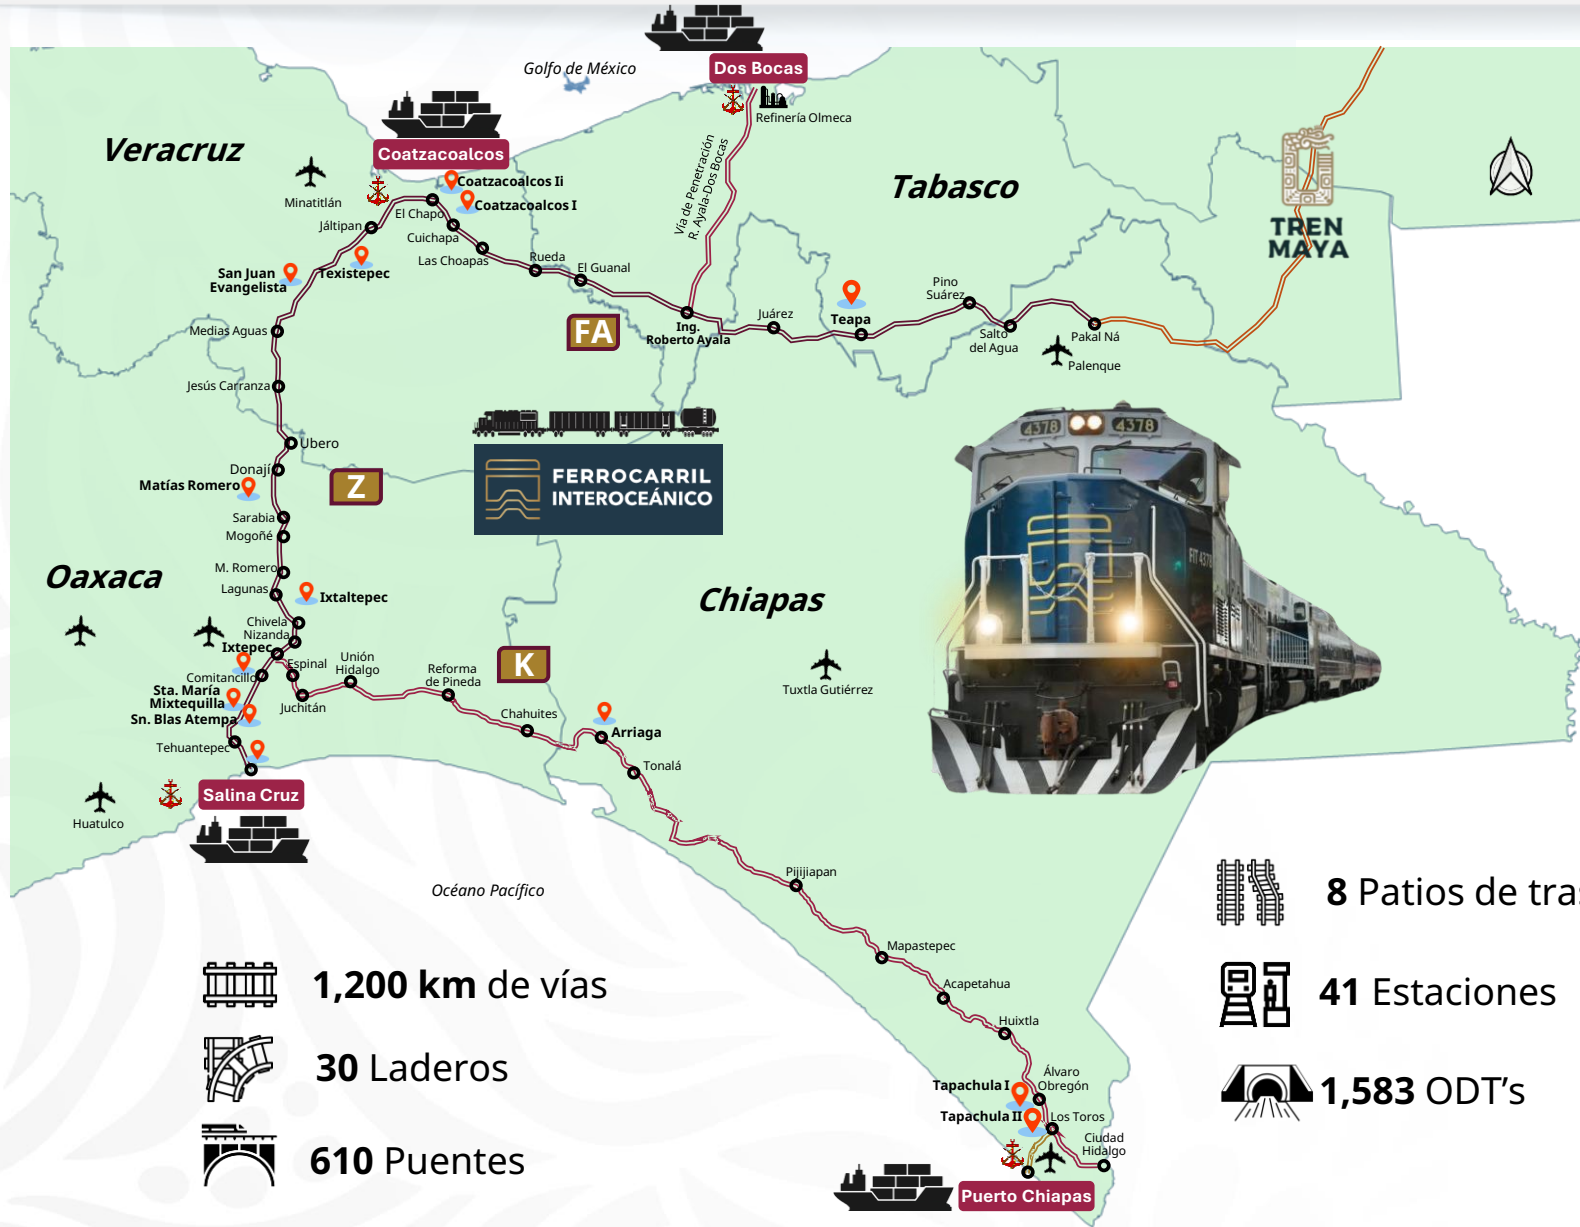 Golfo de México
Dos Bocas
Refinería Olmeca
Veracruz
Coatzacoalcos
Coatzacoalcos Ii
Coatzacoalcos I
Minatitlán
El Chapo
Jáltipan
Cuichapa
Las Choapas
Rueda
El Guanal
Vía de Penetración
R. Ayala-Dos Bocas
Tabasco
TREN
MAYA
San Juan
Evangelista
Texistepec
Medias Aguas
FA
Ing.
Roberto Ayala
Juárez
Teapa
Pino
Suárez
Salto
del Agua
Pakal Ná
Palenque
Jesús Carranza
Ubero
Donají
Matías Romero
Z
FERROCARRIL
INTEROCEÁNICO
4378
4378
FIT 4378
Sarabia
Mogoñé
M. Romero
Lagunas
Oaxaca
Ixtaltepec
Chiapas
Chivela
Nizanda
Ixtepec
Comitancillo
Espinal
Unión
Hidalgo
Juchitán
Reforma
de Pineda
K
Chahuites
Tuxtla Gutiérrez
Sta. María
Mixtequilla
Sn. Blas Atempa
Tehuantepec
Arriaga
Tonalá
Salina Cruz
Huatulco
Océano Pacífico
Pijijiapan
Mapastepec
Acapetahua
Huixtla
Álvaro
Obregón
Tapachula I
Tapachula II
Los Toros
Ciudad
Hidalgo
Puerto Chiapas
1,200 km de vías
30 Laderos
610 Puentes
8 Patios de tras
41 Estaciones
1,583 ODT's